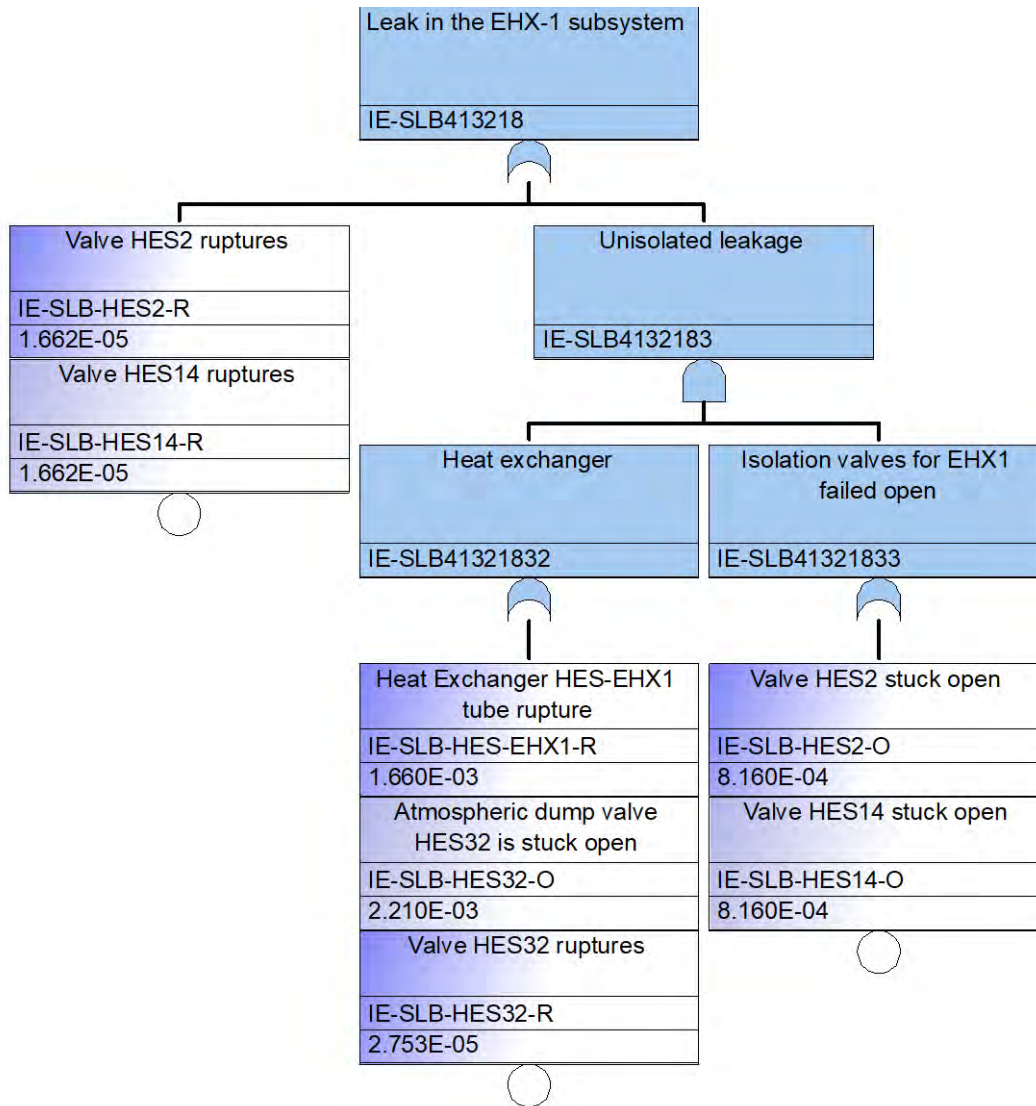 Leak in the EHX-1 subsystem
IE-SLB413218
Valve HES2 ruptures
IE-SLB-HES2-R
1.662E-05
Valve HES14 ruptures
IE-SLB-HES14-R
1.662E-05
Unisolated leakage
IE-SLB4132183
Heat exchanger
IE-SLB41321832
Isolation valves for EHX1
failed open
IE-SLB41321833
Heat Exchanger HES-EHX1
tube rupture
IE-SLB-HES-EHX1-R
1.660E-03
Atmospheric dump valve
HES32 is stuck open
IE-SLB-HES32-O
2.210E-03
Valve HES32 ruptures
IE-SLB-HES32-R
2.753E-05
Valve HES2 stuck open
IE-SLB-HES2-O
8.160E-04
Valve HES14 stuck open
IE-SLB-HES14-O
8.160E-04